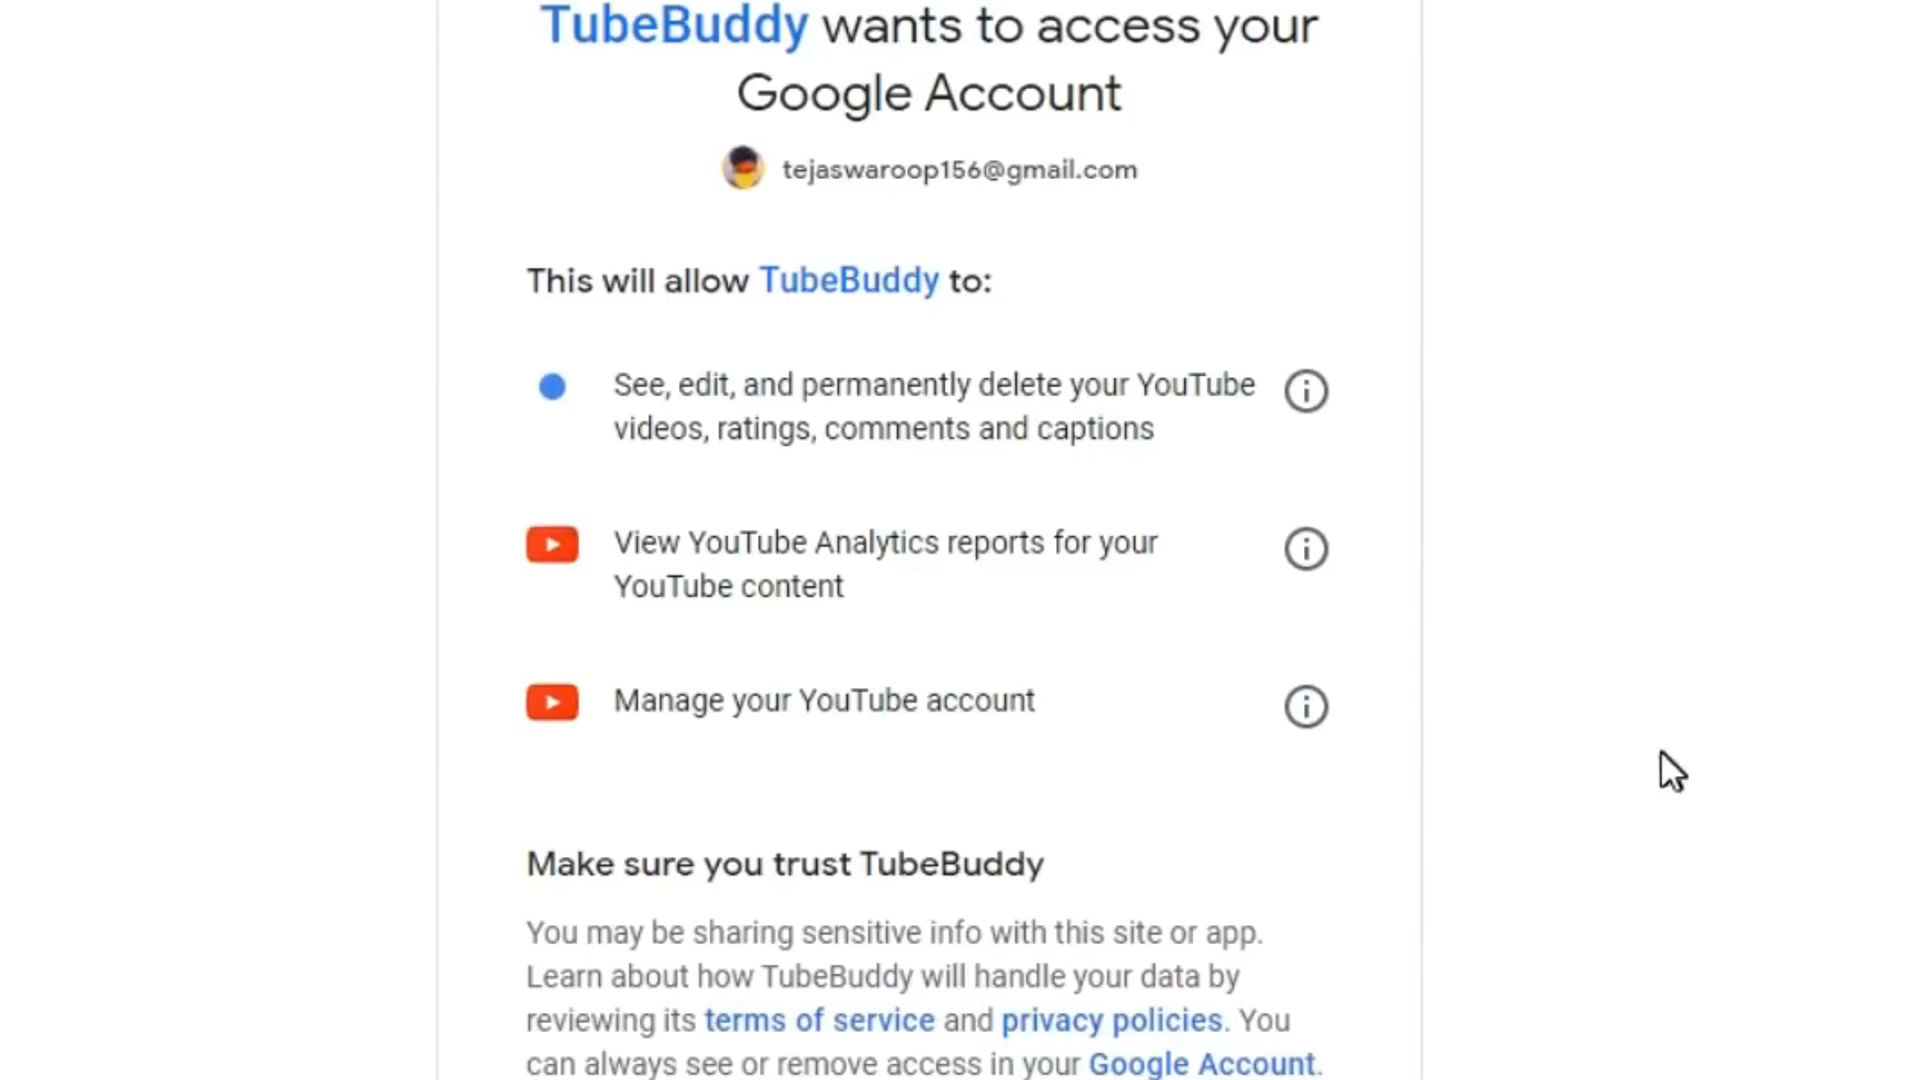 TubeBuddy wants to access your
Google Account
tejaswaroop156@gmail.com
This will allow TubeBuddy to:
See, edit, and permanently delete your YouTube
videos, ratings, comments and captions
View YouTube Analytics reports for your
YouTube content
Manage your YouTube account
Make sure you trust TubeBuddy
You may be sharing sensitive info with this site or app.
Learn about how TubeBuddy will handle your data by
reviewing its terms of service and privacy policies. You
can always see or remove access in your Google Account.